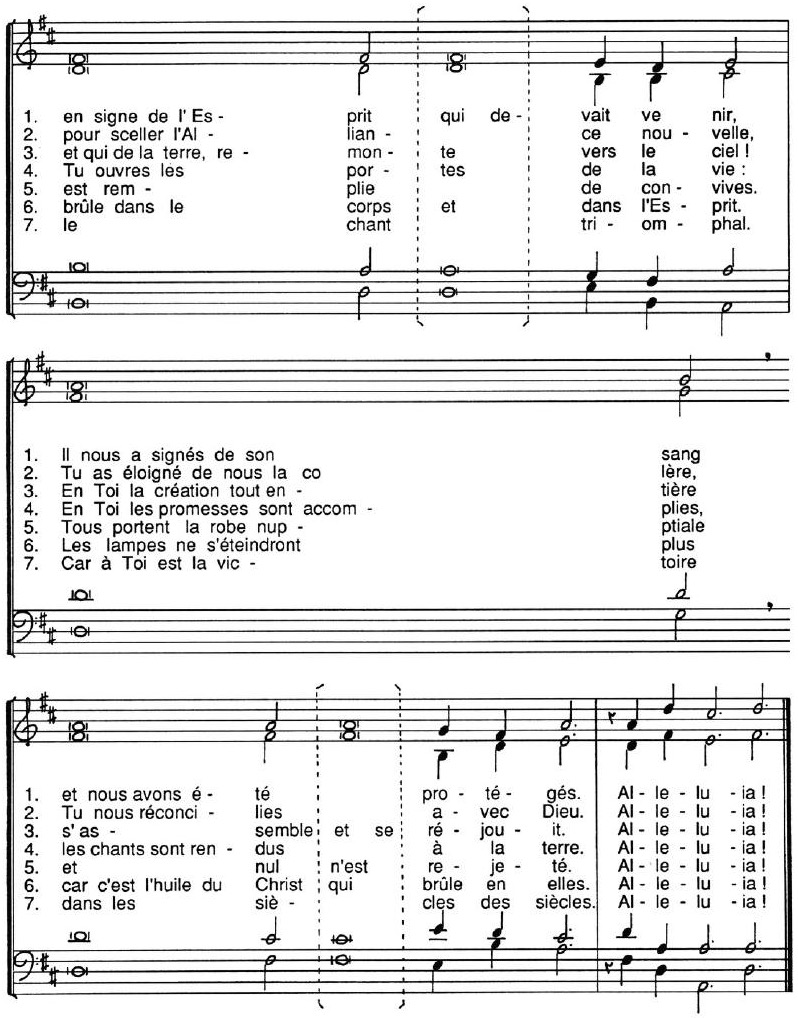 1. en signe de l'Es - prit qui de - vait ve nir,
2. pour sceller l'Al - lian - ce nou - velle,
3. et qui de la terre, re - mon - te vers le ciel !
4. Tu ouvres les por - tes de la vie :
5. est rem - plie de con - vives.
6. brûle dans le corps et dans l'Es - prit.
7. le chant tri - om - phal.
1. Il nous a signés de son sang
2. Tu as éloigné de nous la co lère,
3. En Toi la création tout en - tière
4. En Toi les promesses sont accom - plies,
5. Tous portent la robe nup - ptiale
6. Les lampes ne s'éteindront plus
7. Car à Toi est la vic - toire
1. et nous avons é - té pro - té - gés. Al - le - lu - ia !
2. Tu nous réconci - lies a - vec Dieu. Al - le - lu - ia !
3. s'as - semble et se ré - jou - it. Al - le - lu - ia !
4. les chants sont ren - dus à la terre. Al - le - lu - ia !
5. et nul n'est re - je - té. Al - le - lu - ia !
6. car c'est l'huile du Christ qui brûle en elles. Al - le - lu - ia !
7. dans les siè - cles des siècles. Al - le - lu - ia !